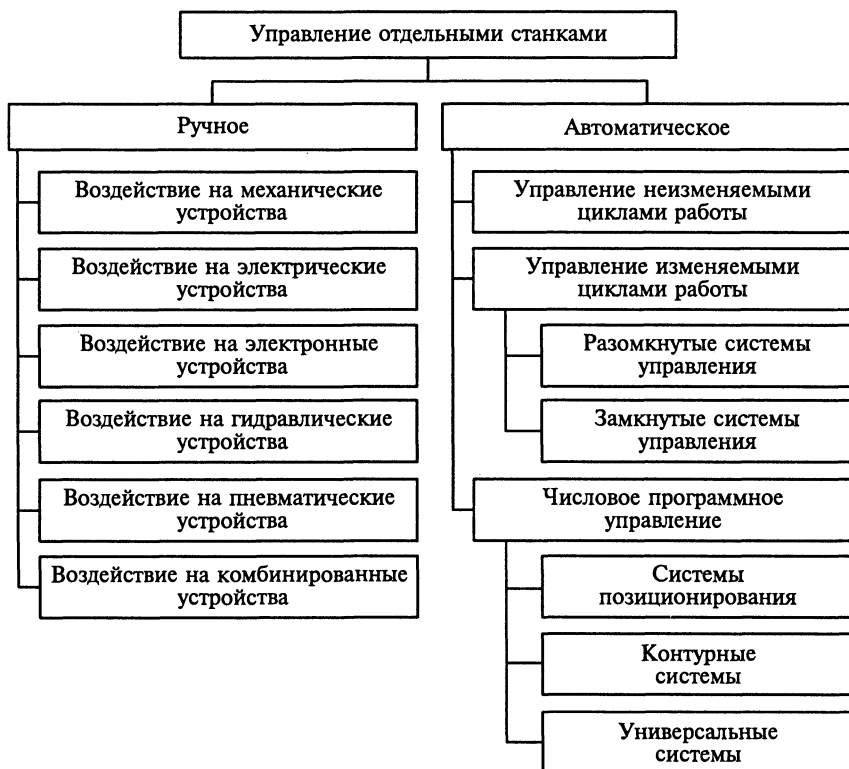 Управление отдельными станками
Ручное
Воздействие на механические
устройства
Воздействие на электрические
устройства
Воздействие на электронные
устройства
Воздействие на гидравлические
устройства
Воздействие на пневматические
устройства
Воздействие на комбинированные
устройства
Автоматическое
Управление неизменяемыми
циклами работы
Управление изменяемыми
циклами работы
Разомкнутые системы
управления
Замкнутые системы
управления
Числовое программное
управление
Системы
позиционирования
Контурные
системы
Универсальные
системы